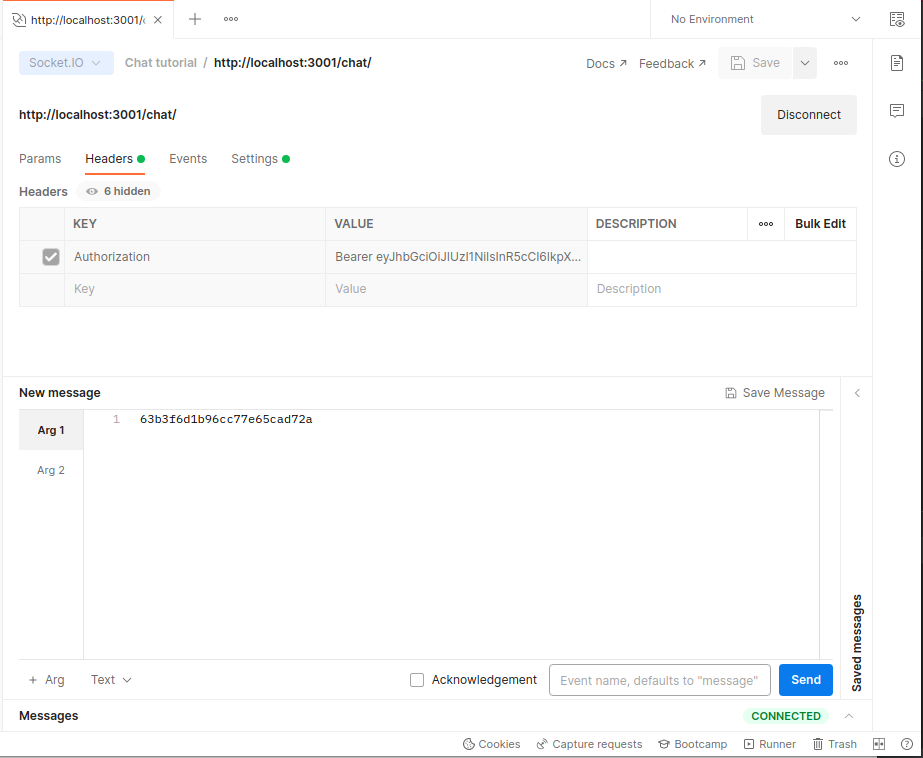 http://localhost:3001/ No Environment
Socket.IO Chat tutorial / http://localhost:3001/chat/ Docs ↗ Feedback ↗ Save
http://localhost:3001/chat/ Disconnect
Params Headers Events Settings
Headers 6 hidden
KEY VALUE DESCRIPTION Bulk Edit
Authorization Bearer eyJhbGciOiJIUzI1NiIsInR5cCI6IkpX...
Key Value Description
New message Save Message
Arg 1 1 63b3f6d1b96cc77e65cad72a
Arg 2
Saved messages
+ Arg Text Acknowledgement Event name, defaults to "message" Send
Messages CONNECTED
Cookies Capture requests Bootcamp Runner Trash